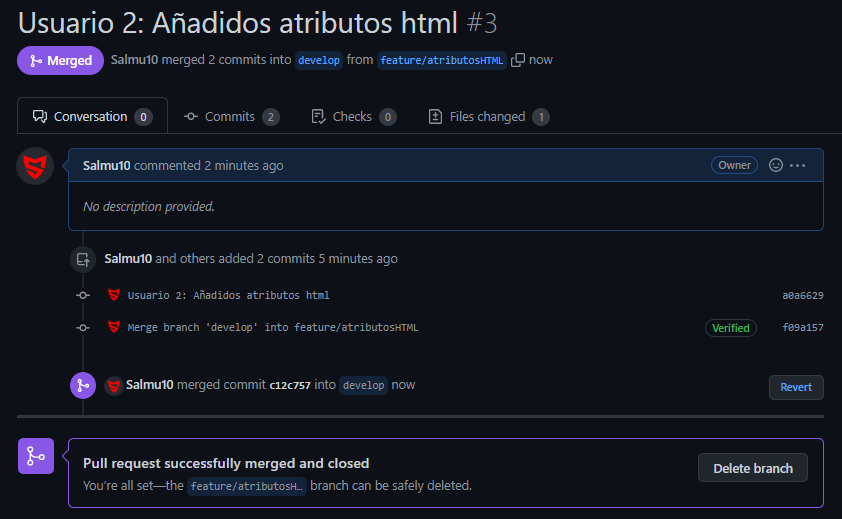 Usuario 2: Añadidos atributos html #3
Merged Salmu10 merged 2 commits into develop from feature/atributosHTML now
Conversation 0 Commits 2 Checks 0 Files changed 1
Salmu10 commented 2 minutes ago Owner
No description provided.
Salmu10 and others added 2 commits 5 minutes ago
Usuario 2: Añadidos atributos html a0a6629
Merge branch 'develop' into feature/atributosHTML Verified f09a157
Salmu10 merged commit c12c757 into develop now Revert
Pull request successfully merged and closed
You're all set—the feature/atributosH… branch can be safely deleted.
Delete branch